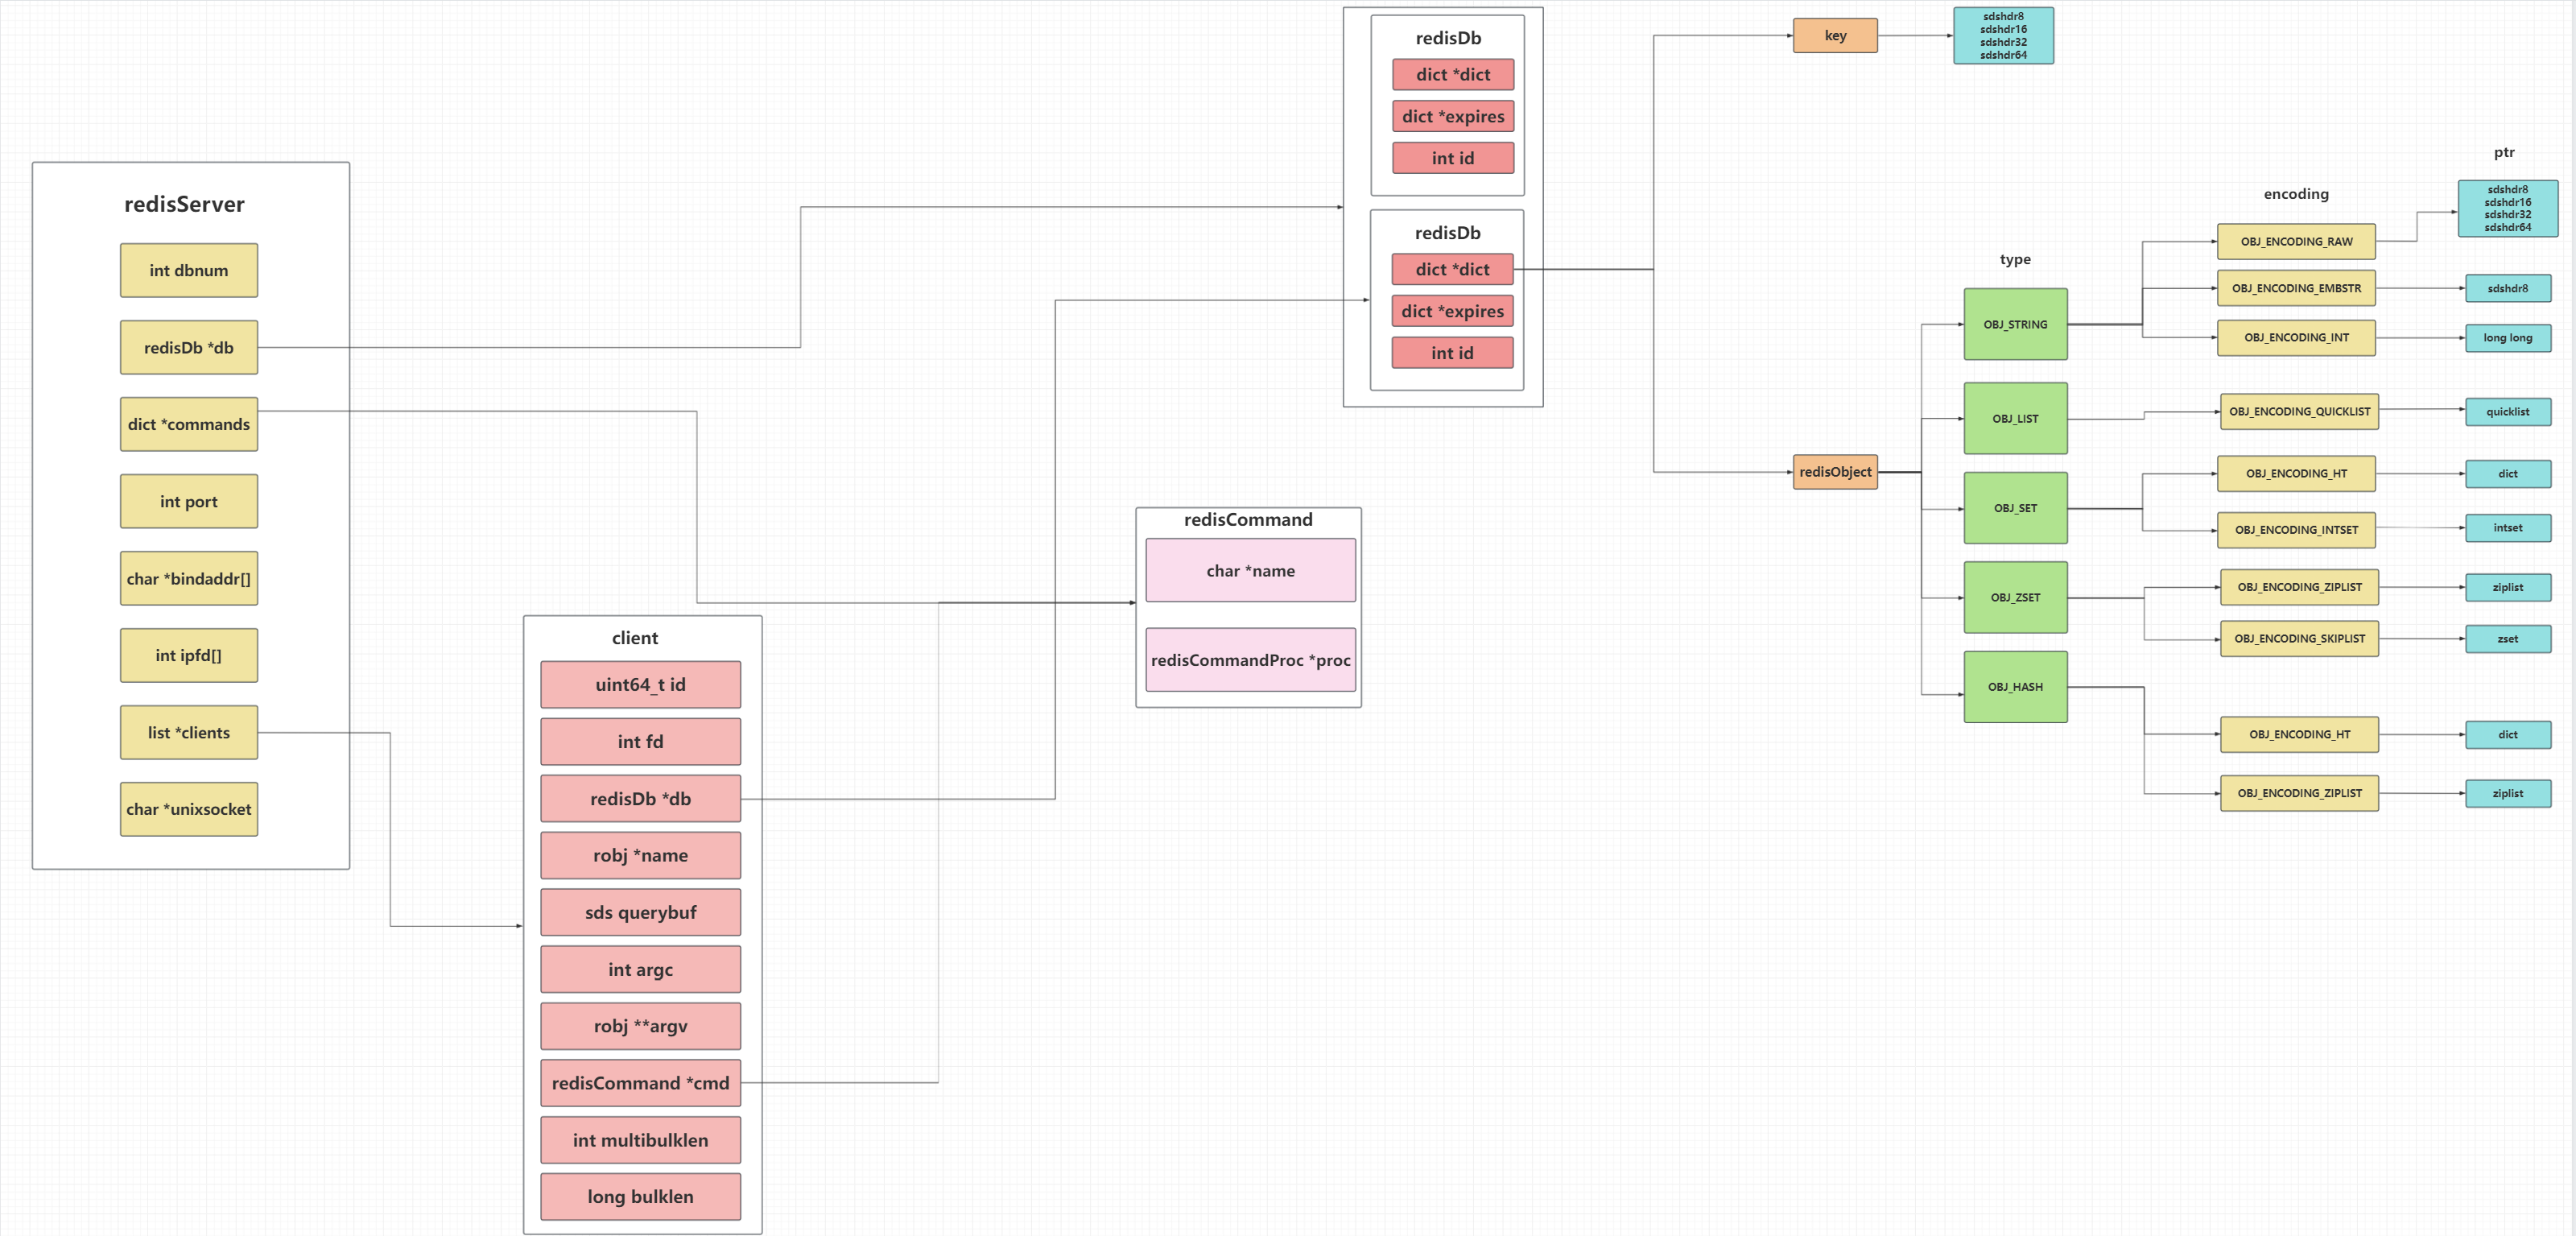 redisServer
int dbnum
redisDb *db
dict *commands
int port
char *bindaddr[]
int ipfd[]
list *clients
char *unixsocket
client
uint64_t id
int fd
redisDb *db
robj *name
sds querybuf
int argc
robj **argv
redisCommand *cmd
int multibulklen
long bulklen
redisCommand
char *name
redisCommandProc *proc
redisDb
dict *dict
dict *expires
int id
redisDb
dict *dict
dict *expires
int id
key
sdshdr8
sdshdr16
sdshdr32
sdshdr64
redisObject
type
OBJ_STRING
OBJ_LIST
OBJ_SET
OBJ_ZSET
OBJ_HASH
encoding
OBJ_ENCODING_RAW
OBJ_ENCODING_EMBSTR
OBJ_ENCODING_INT
OBJ_ENCODING_QUICKLIST
OBJ_ENCODING_HT
OBJ_ENCODING_INTSET
OBJ_ENCODING_ZIPLIST
OBJ_ENCODING_SKIPLIST
OBJ_ENCODING_HT
OBJ_ENCODING_ZIPLIST
ptr
sdshdr8
sdshdr16
sdshdr32
sdshdr64
sdshdr8
long long
quicklist
dict
intset
ziplist
zset
dict
ziplist